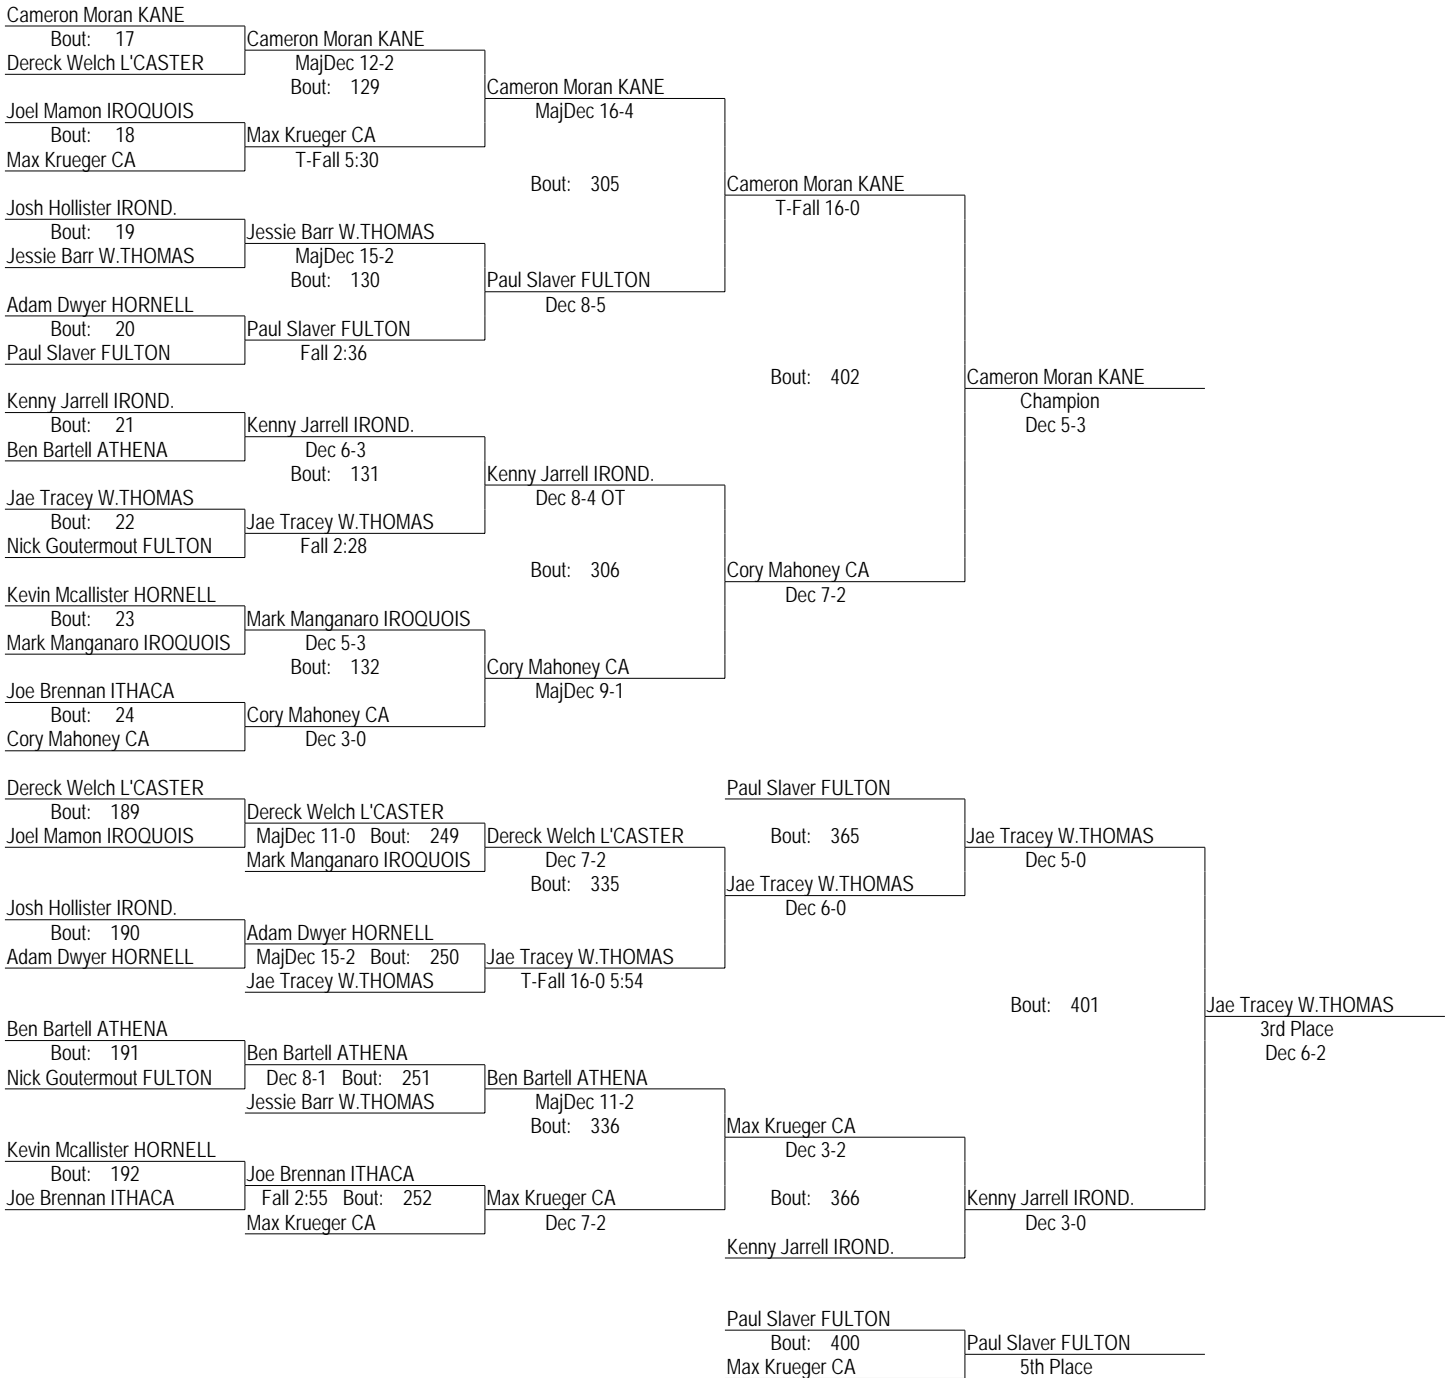 Cameron Moran KANE
Bout: 17
Dereck Welch L'CASTER
Joel Mamon IROQUOIS
Bout: 18
Max Krueger CA
Josh Hollister IROND.
Bout: 19
Jessie Barr W.THOMAS
Adam Dwyer HORNELL
Bout: 20
Paul Slaver FULTON
Kenny Jarrell IROND.
Bout: 21
Ben Bartell ATHENA
Jae Tracey W.THOMAS
Bout: 22
Nick Goutermout FULTON
Kevin Mcallister HORNELL
Bout: 23
Mark Manganaro IROQUOIS
Joe Brennan ITHACA
Bout: 24
Cory Mahoney CA
Cameron Moran KANE
MajDec 12-2
Bout: 129
Max Krueger CA
T-Fall 5:30
Jessie Barr W.THOMAS
MajDec 15-2
Bout: 130
Paul Slaver FULTON
Fall 2:36
Kenny Jarrell IROND.
Dec 6-3
Bout: 131
Jae Tracey W.THOMAS
Fall 2:28
Mark Manganaro IROQUOIS
Dec 5-3
Bout: 132
Cory Mahoney CA
Dec 3-0
Cameron Moran KANE
MajDec 16-4
Bout: 305
Paul Slaver FULTON
Dec 8-5
Kenny Jarrell IROND.
Dec 8-4 OT
Bout: 306
Cory Mahoney CA
MajDec 9-1
Cameron Moran KANE
T-Fall 16-0
Bout: 402
Cory Mahoney CA
Dec 7-2
Cameron Moran KANE
Champion
Dec 5-3
Dereck Welch L'CASTER
Bout: 189
Joel Mamon IROQUOIS
Josh Hollister IROND.
Bout: 190
Adam Dwyer HORNELL
Ben Bartell ATHENA
Bout: 191
Nick Goutermout FULTON
Kevin Mcallister HORNELL
Bout: 192
Joe Brennan ITHACA
Dereck Welch L'CASTER
MajDec 11-0 Bout: 249
Mark Manganaro IROQUOIS
Adam Dwyer HORNELL
MajDec 15-2 Bout: 250
Jae Tracey W.THOMAS
Ben Bartell ATHENA
Dec 8-1 Bout: 251
Jessie Barr W.THOMAS
Joe Brennan ITHACA
Fall 2:55 Bout: 252
Max Krueger CA
Dereck Welch L'CASTER
Dec 7-2
Bout: 335
Jae Tracey W.THOMAS
T-Fall 16-0 5:54
Ben Bartell ATHENA
MajDec 11-2
Bout: 336
Max Krueger CA
Dec 7-2
Paul Slaver FULTON
Bout: 365
Jae Tracey W.THOMAS
Dec 6-0
Max Krueger CA
Dec 3-2
Bout: 366
Kenny Jarrell IROND.
Jae Tracey W.THOMAS
Dec 5-0
Bout: 401
Kenny Jarrell IROND.
Dec 3-0
Jae Tracey W.THOMAS
3rd Place
Dec 6-2
Paul Slaver FULTON
Bout: 400
Max Krueger CA
Paul Slaver FULTON
5th Place